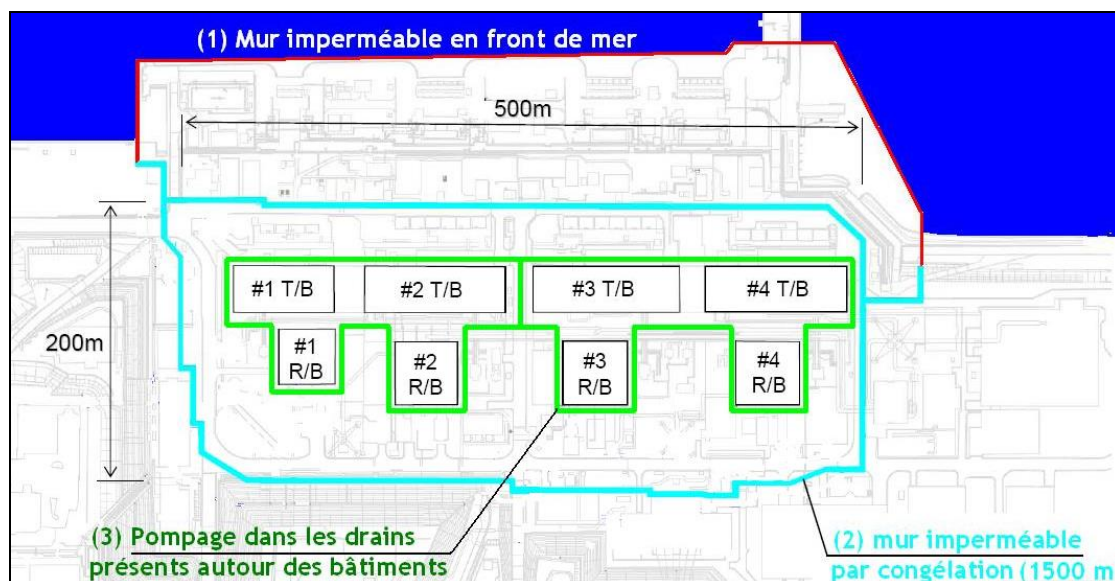 (1) Mur imperméable en front de mer
500m
#1 T/B
#2 T/B
#3 T/B
#4 T/B
200m
#1
R/B
#2
R/B
#3
R/B
#4
R/B
(3) Pompage dans les drains
présents autour des bâtiments
(2) mur imperméable
par congélation (1500 m